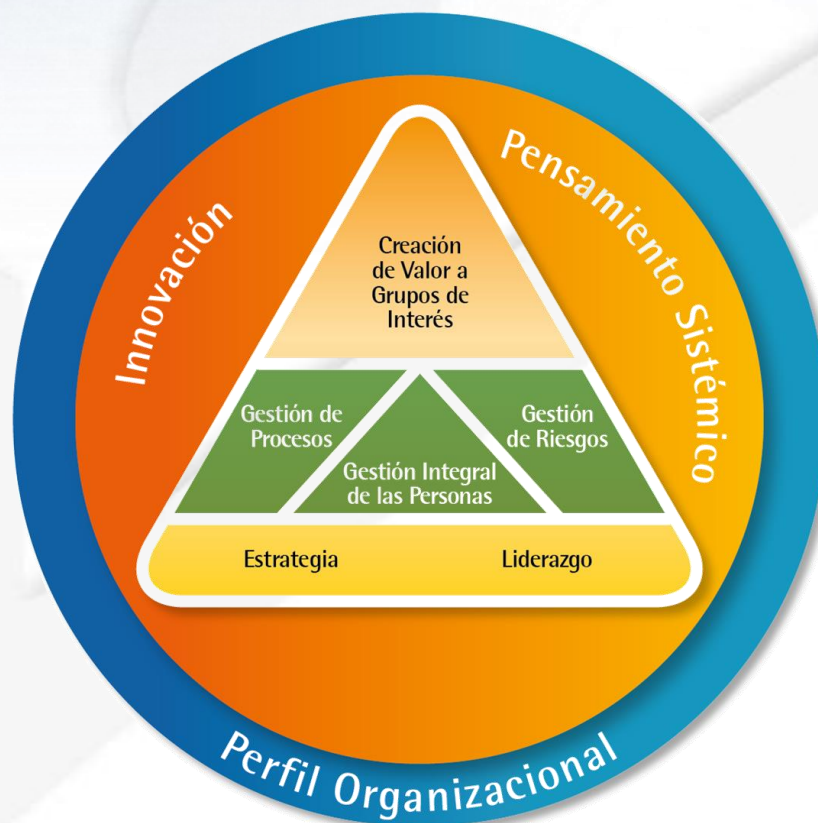 Innovación
Pensamiento Sistémico
Creación
de Valor a
Grupos de
Interés
Gestión de
Procesos
Gestión
de Riesgos
Gestión Integral
de las Personas
Estrategia
Liderazgo
Perfil Organizacional